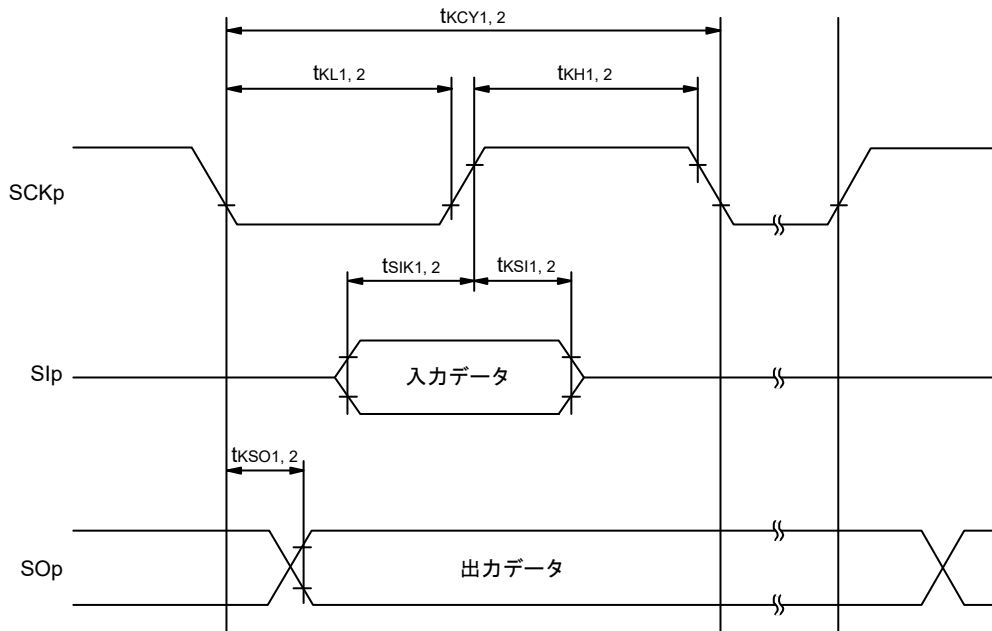 tKCY1, 2
tKL1, 2
tKH1, 2
SCKp
tSIK1, 2
tKSI1, 2
SIp
入力データ
tKSO1, 2
SOp
出力データ